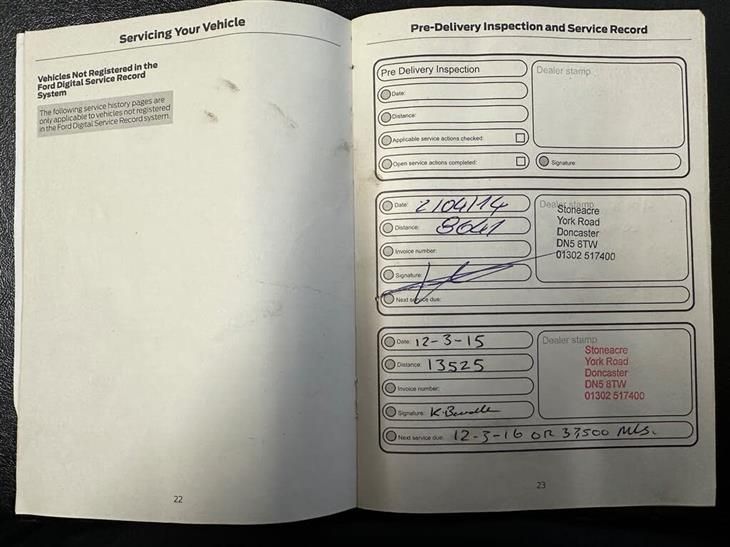 Servicing Your Vehicle
Vehicles Not Registered in the
Ford Digital Service Record
System
The following service history pages are
only applicable to vehicles not registered
in the Ford Digital Service Record system.
22
Pre-Delivery Inspection and Service Record
Pre Delivery Inspection
Date:
Distance:
Applicable service actions checked:
Open service actions completed:
Dealer stamp
Signature:
Date: 2/04/14
Distance: 8641
Invoice number:
Signature:
Next service due:
Dealer stamp
Stoneacre
York Road
Doncaster
DN5 8TW
01302 517400
Date: 12-3-15
Distance: 13525
Invoice number:
Signature: K.
Next service due: 12-3-16 OR 37,500 Mls.
Dealer stamp
Stoneacre
York Road
Doncaster
DN5 8TW
01302 517400
23